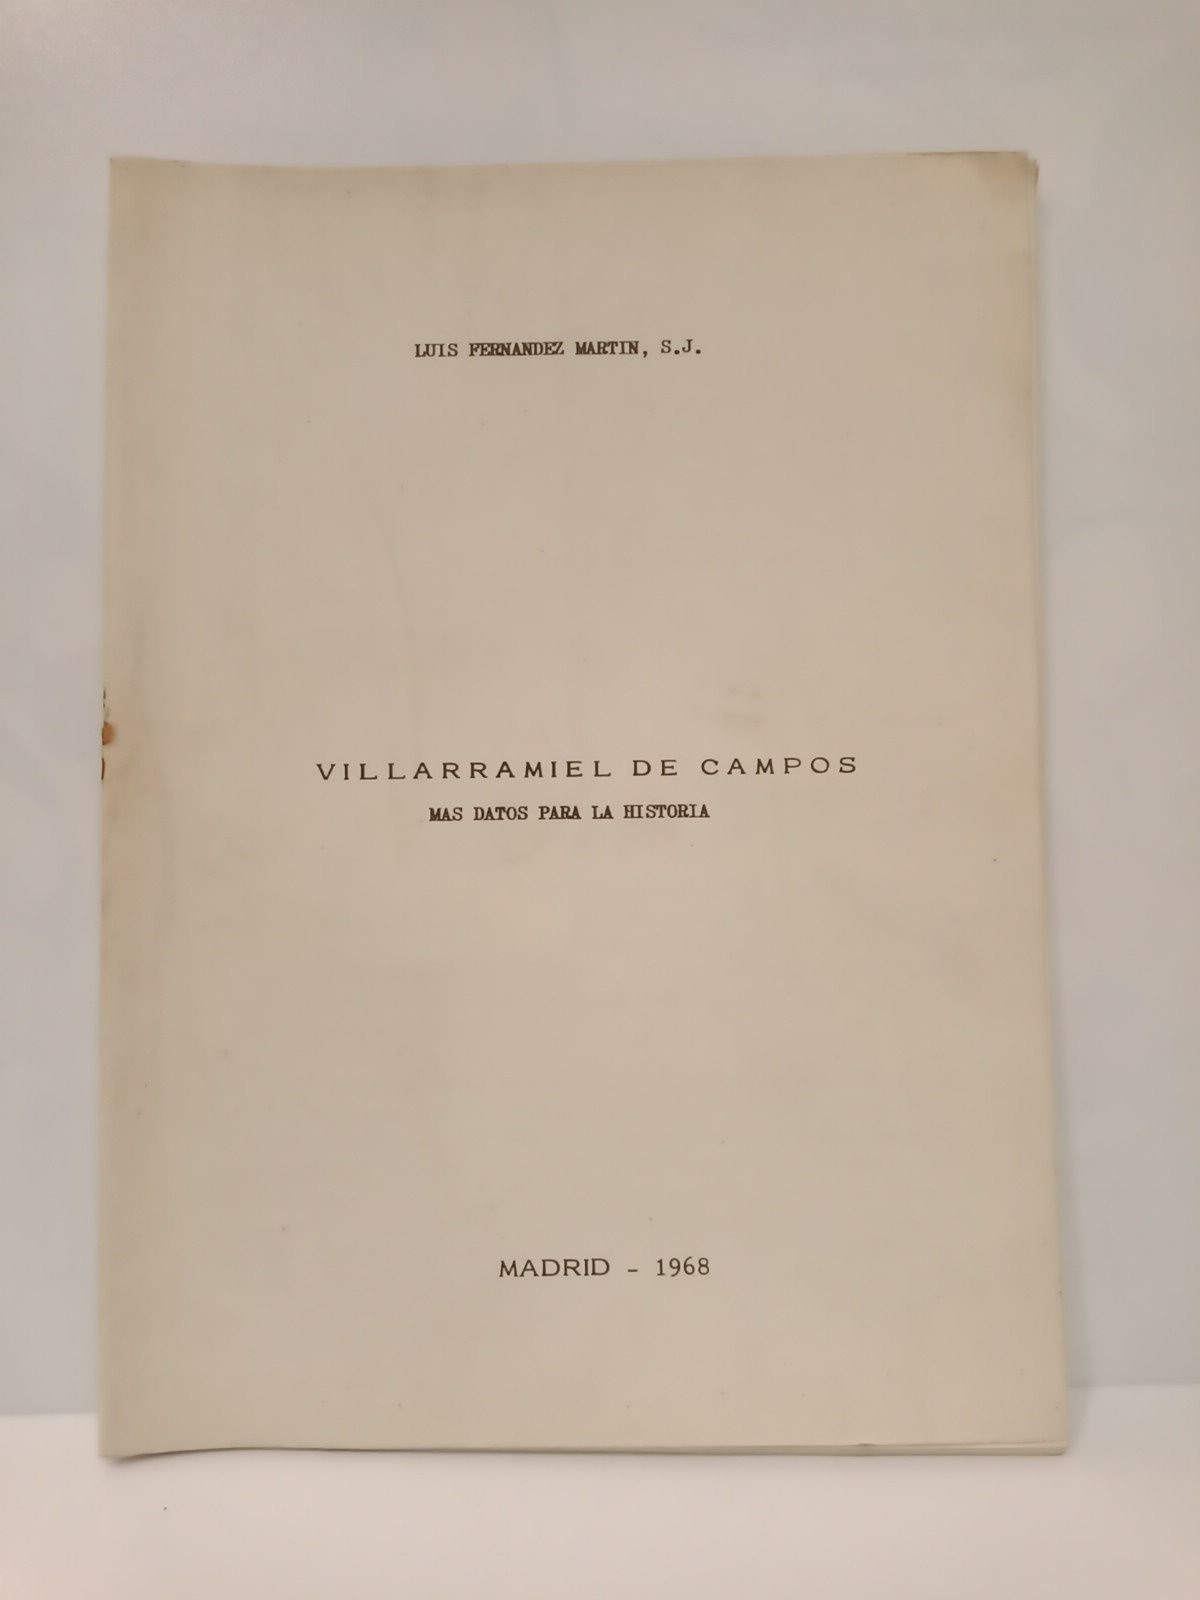 LUIS FERNANDEZ MARTIN, S.J.
VILLARRAMIEL DE CAMPOS
MAS DATOS PARA LA HISTORIA
MADRID - 1968